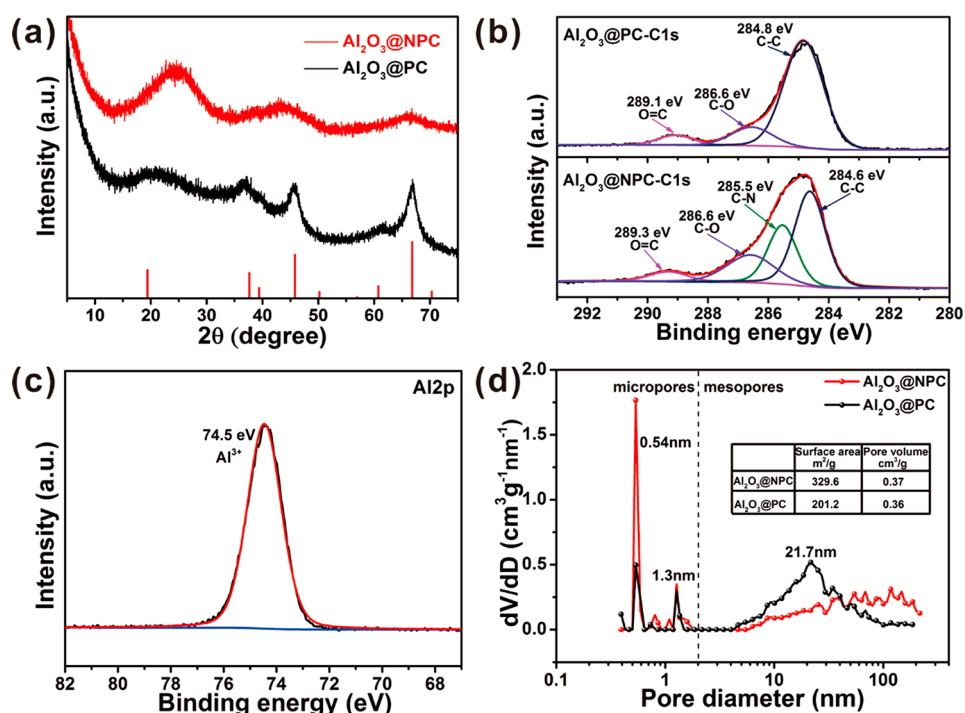 (a)
Al₂O₃@NPC
Al₂O₃@PC
Intensity (a.u.)
10 20 30 40 50 60 70
2θ (degree)
(b)
Al₂O₃@PC-C1s
284.8 eV
C-C
286.6 eV
C-O
289.1 eV
O=C
Al₂O₃@NPC-C1s
285.5 eV
C-N
284.6 eV
C-C
286.6 eV
C-O
289.3 eV
O=C
Intensity (a.u.)
292 290 288 286 284 282 280
Binding energy (eV)
(c)
Al2p
74.5 eV
Al³⁺
Intensity (a.u.)
82 80 78 76 74 72 70 68
Binding energy (eV)
(d)
micropores mesopores
Al₂O₃@NPC
Al₂O₃@PC
0.54nm
1.3nm
21.7nm
Surface area m²/g Pore volume cm³/g
Al₂O₃@NPC 329.6 0.37
Al₂O₃@PC 201.2 0.36
dV/dD (cm³g⁻¹nm⁻¹)
2.0
1.5
1.0
0.5
0.0
0.1 1 10 100
Pore diameter (nm)